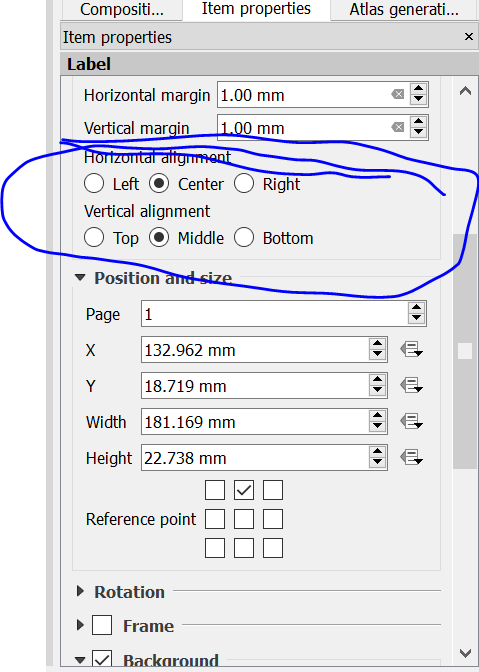 Compositi... Item properties Atlas generati...
Item properties ×
Label
Horizontal margin 1.00 mm
Vertical margin 1.00 mm
Horizontal alignment
Left Center Right
Vertical alignment
Top Middle Bottom
Position and size
Page 1
X 132.962 mm
Y 18.719 mm
Width 181.169 mm
Height 22.738 mm
Reference point
Rotation
Frame
Background